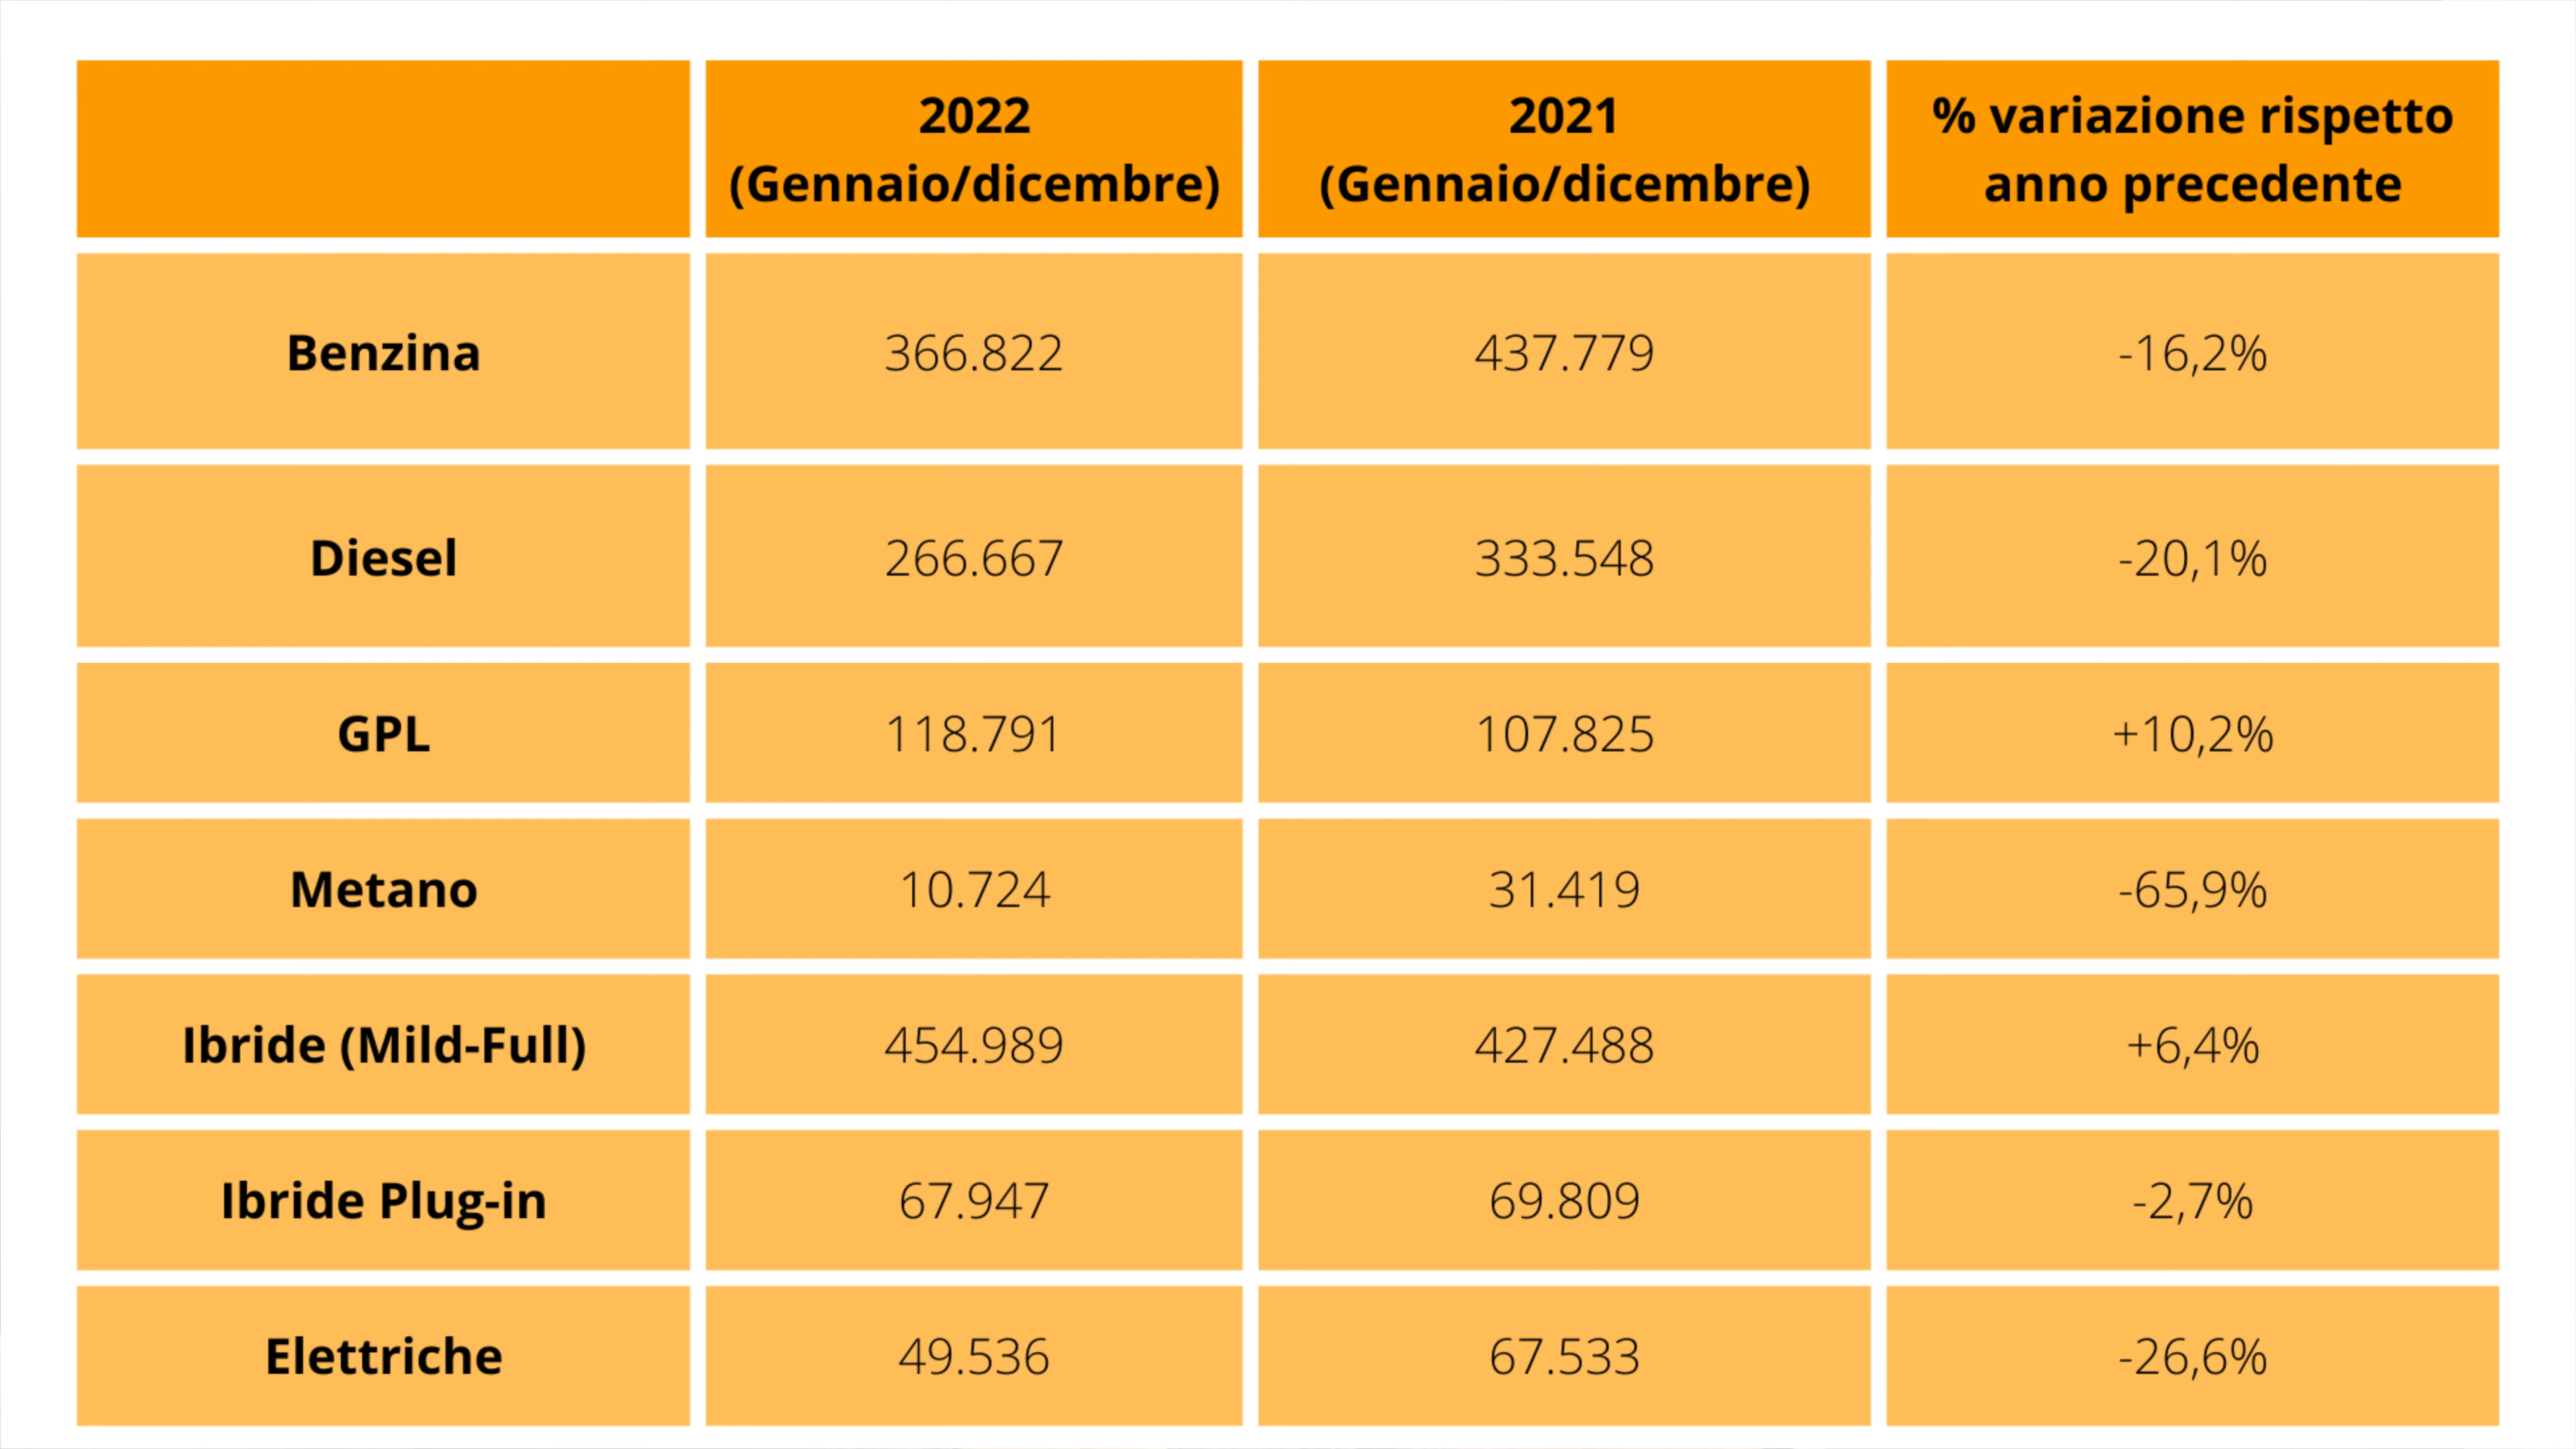 2022
(Gennaio/dicembre)
2021
(Gennaio/dicembre)
% variazione rispetto
anno precedente
Benzina 366.822 437.779 -16,2%
Diesel 266.667 333.548 -20,1%
GPL 118.791 107.825 +10,2%
Metano 10.724 31.419 -65,9%
Ibride (Mild-Full) 454.989 427.488 +6,4%
Ibride Plug-in 67.947 69.809 -2,7%
Elettriche 49.536 67.533 -26,6%